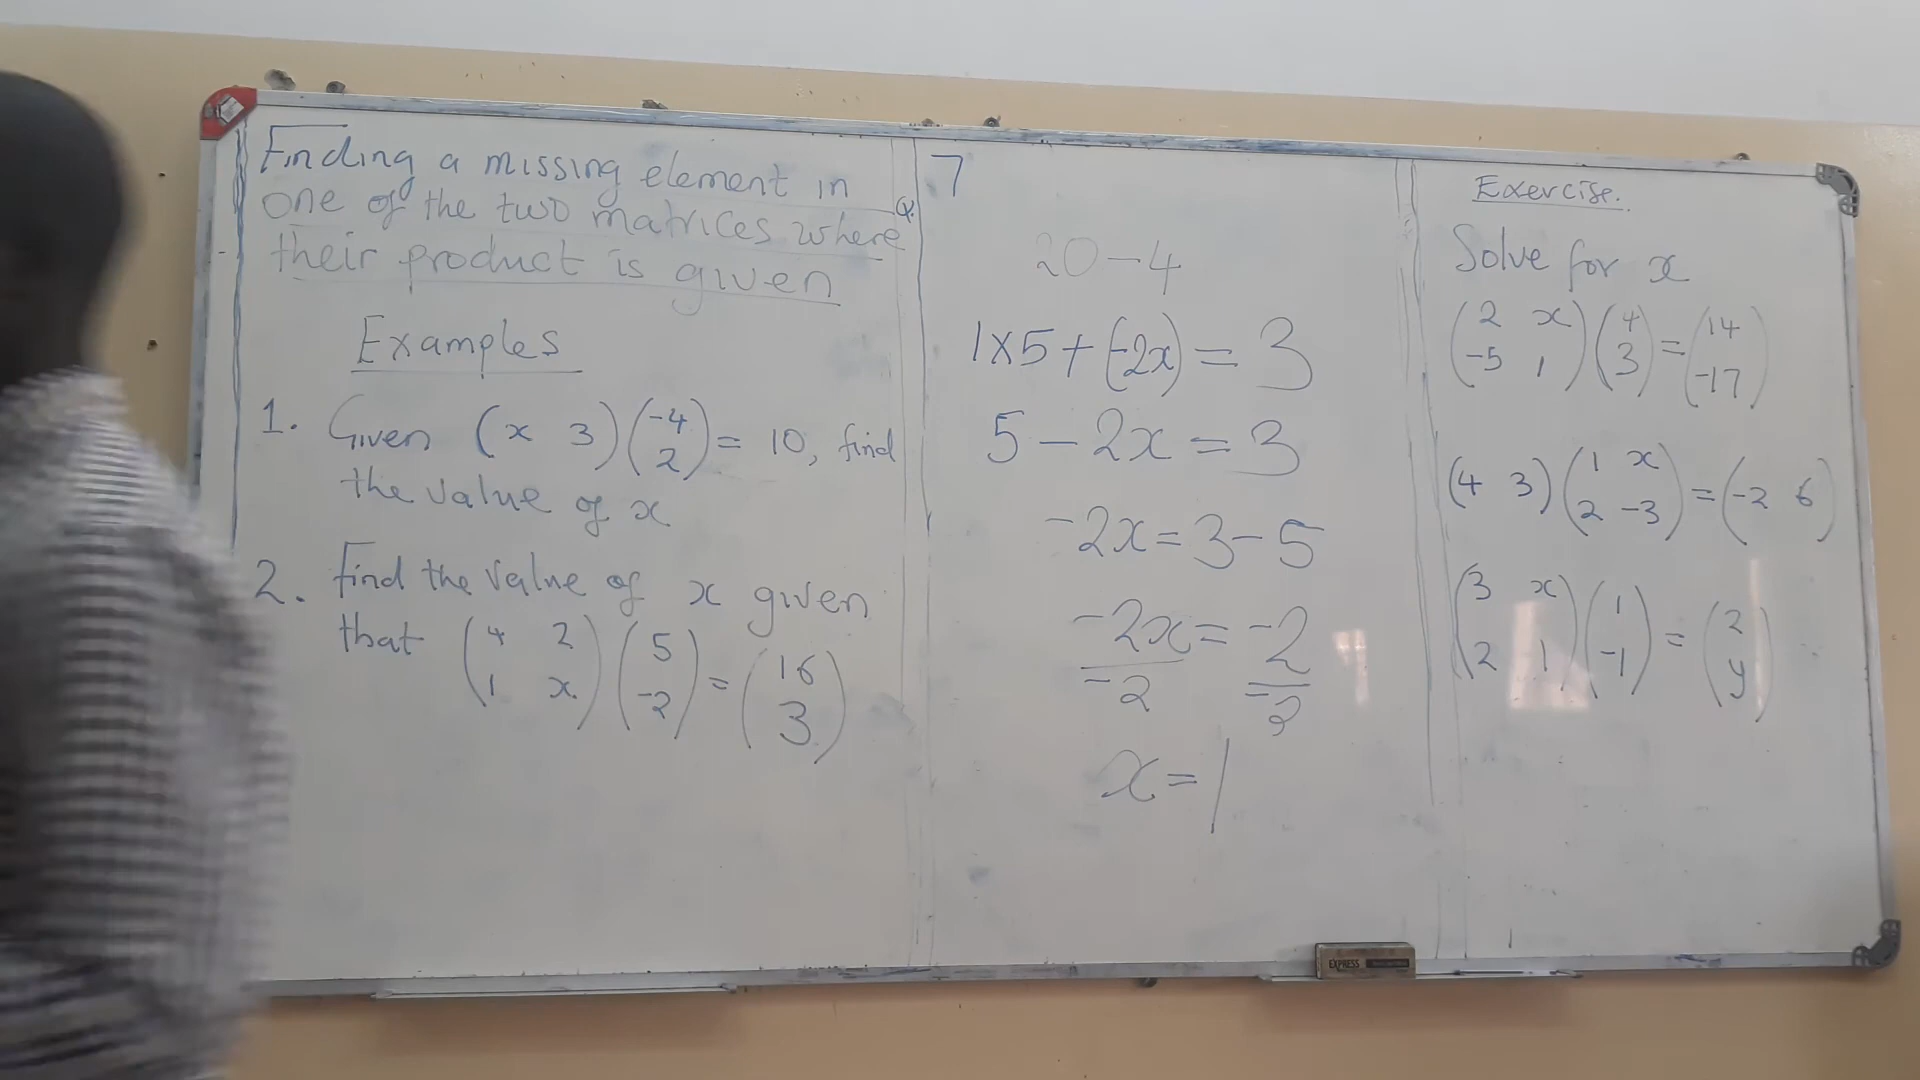 Finding a missing element in
one of the two matrices where
their product is given
Examples
1. Given (x 3)(-4
2) = 10, find
the value of x
2. Find the value of x given
that (4 2
1 x)(5
-2) = (16
3)
Q. 7
20-4
1x5+(-2x) = 3
5-2x = 3
-2x = 3-5
-2x = -2
-2 -2
x = 1
Exercise.
Solve for x
(2 x
-5 1)(4
3) = (14
-17)
(4 3)(1 x
2 -3) = (-2 6)
(3 x
2 1)(1
-1) = (2
y)
EXPRESS